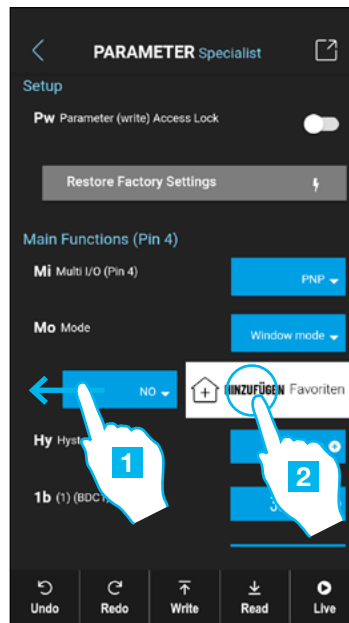 PARAMETER Specialist
Setup
Pw Parameter (write) Access Lock
Restore Factory Settings
Main Functions (Pin 4)
Mi Multi I/O (Pin 4)
PNP
Mo Mode
Window mode
NO
HINZUFÜGEN Favoriten
Hy
1
2
1b (1) (BDC1)
Undo Redo Write Read Live